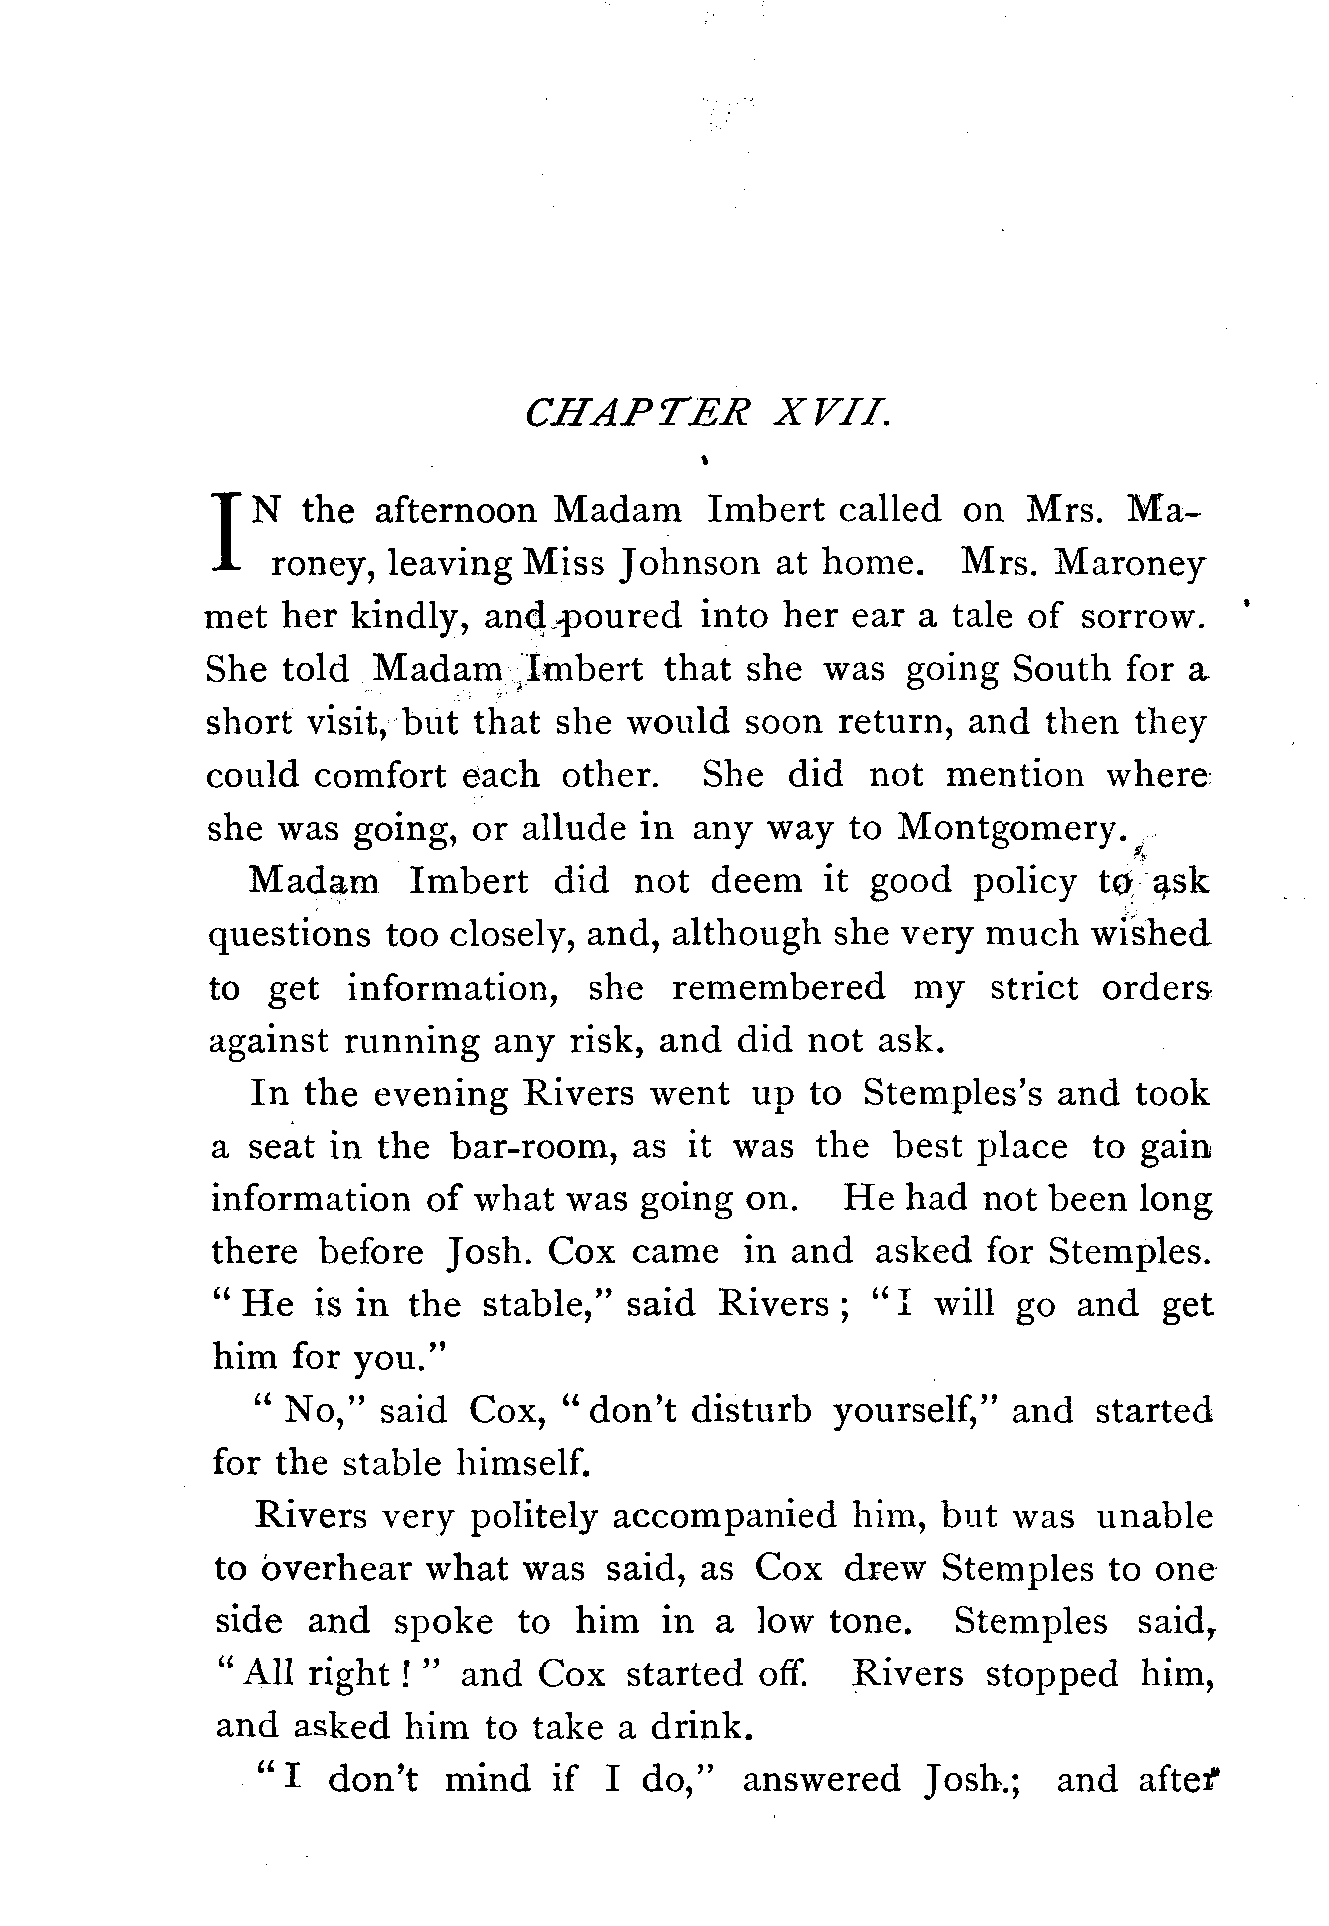 CHAPTER XVII.
IN the afternoon Madam Imbert called on Mrs. Ma-
roney, leaving Miss Johnson at home. Mrs. Maroney
met her kindly, and poured into her ear a tale of sorrow.
She told Madam Imbert that she was going South for a
short visit, but that she would soon return, and then they
could comfort each other. She did not mention where
she was going, or allude in any way to Montgomery.
Madam Imbert did not deem it good policy to ask
questions too closely, and, although she very much wished
to get information, she remembered my strict orders
against running any risk, and did not ask.
In the evening Rivers went up to Stemples's and took
a seat in the bar-room, as it was the best place to gain
information of what was going on. He had not been long
there before Josh. Cox came in and asked for Stemples.
"He is in the stable," said Rivers; "I will go and get
him for you."
"No," said Cox, "don't disturb yourself," and started
for the stable himself.
Rivers very politely accompanied him, but was unable
to overhear what was said, as Cox drew Stemples to one
side and spoke to him in a low tone. Stemples said,
"All right!" and Cox started off. Rivers stopped him,
and asked him to take a drink.
"I don't mind if I do," answered Josh.; and after